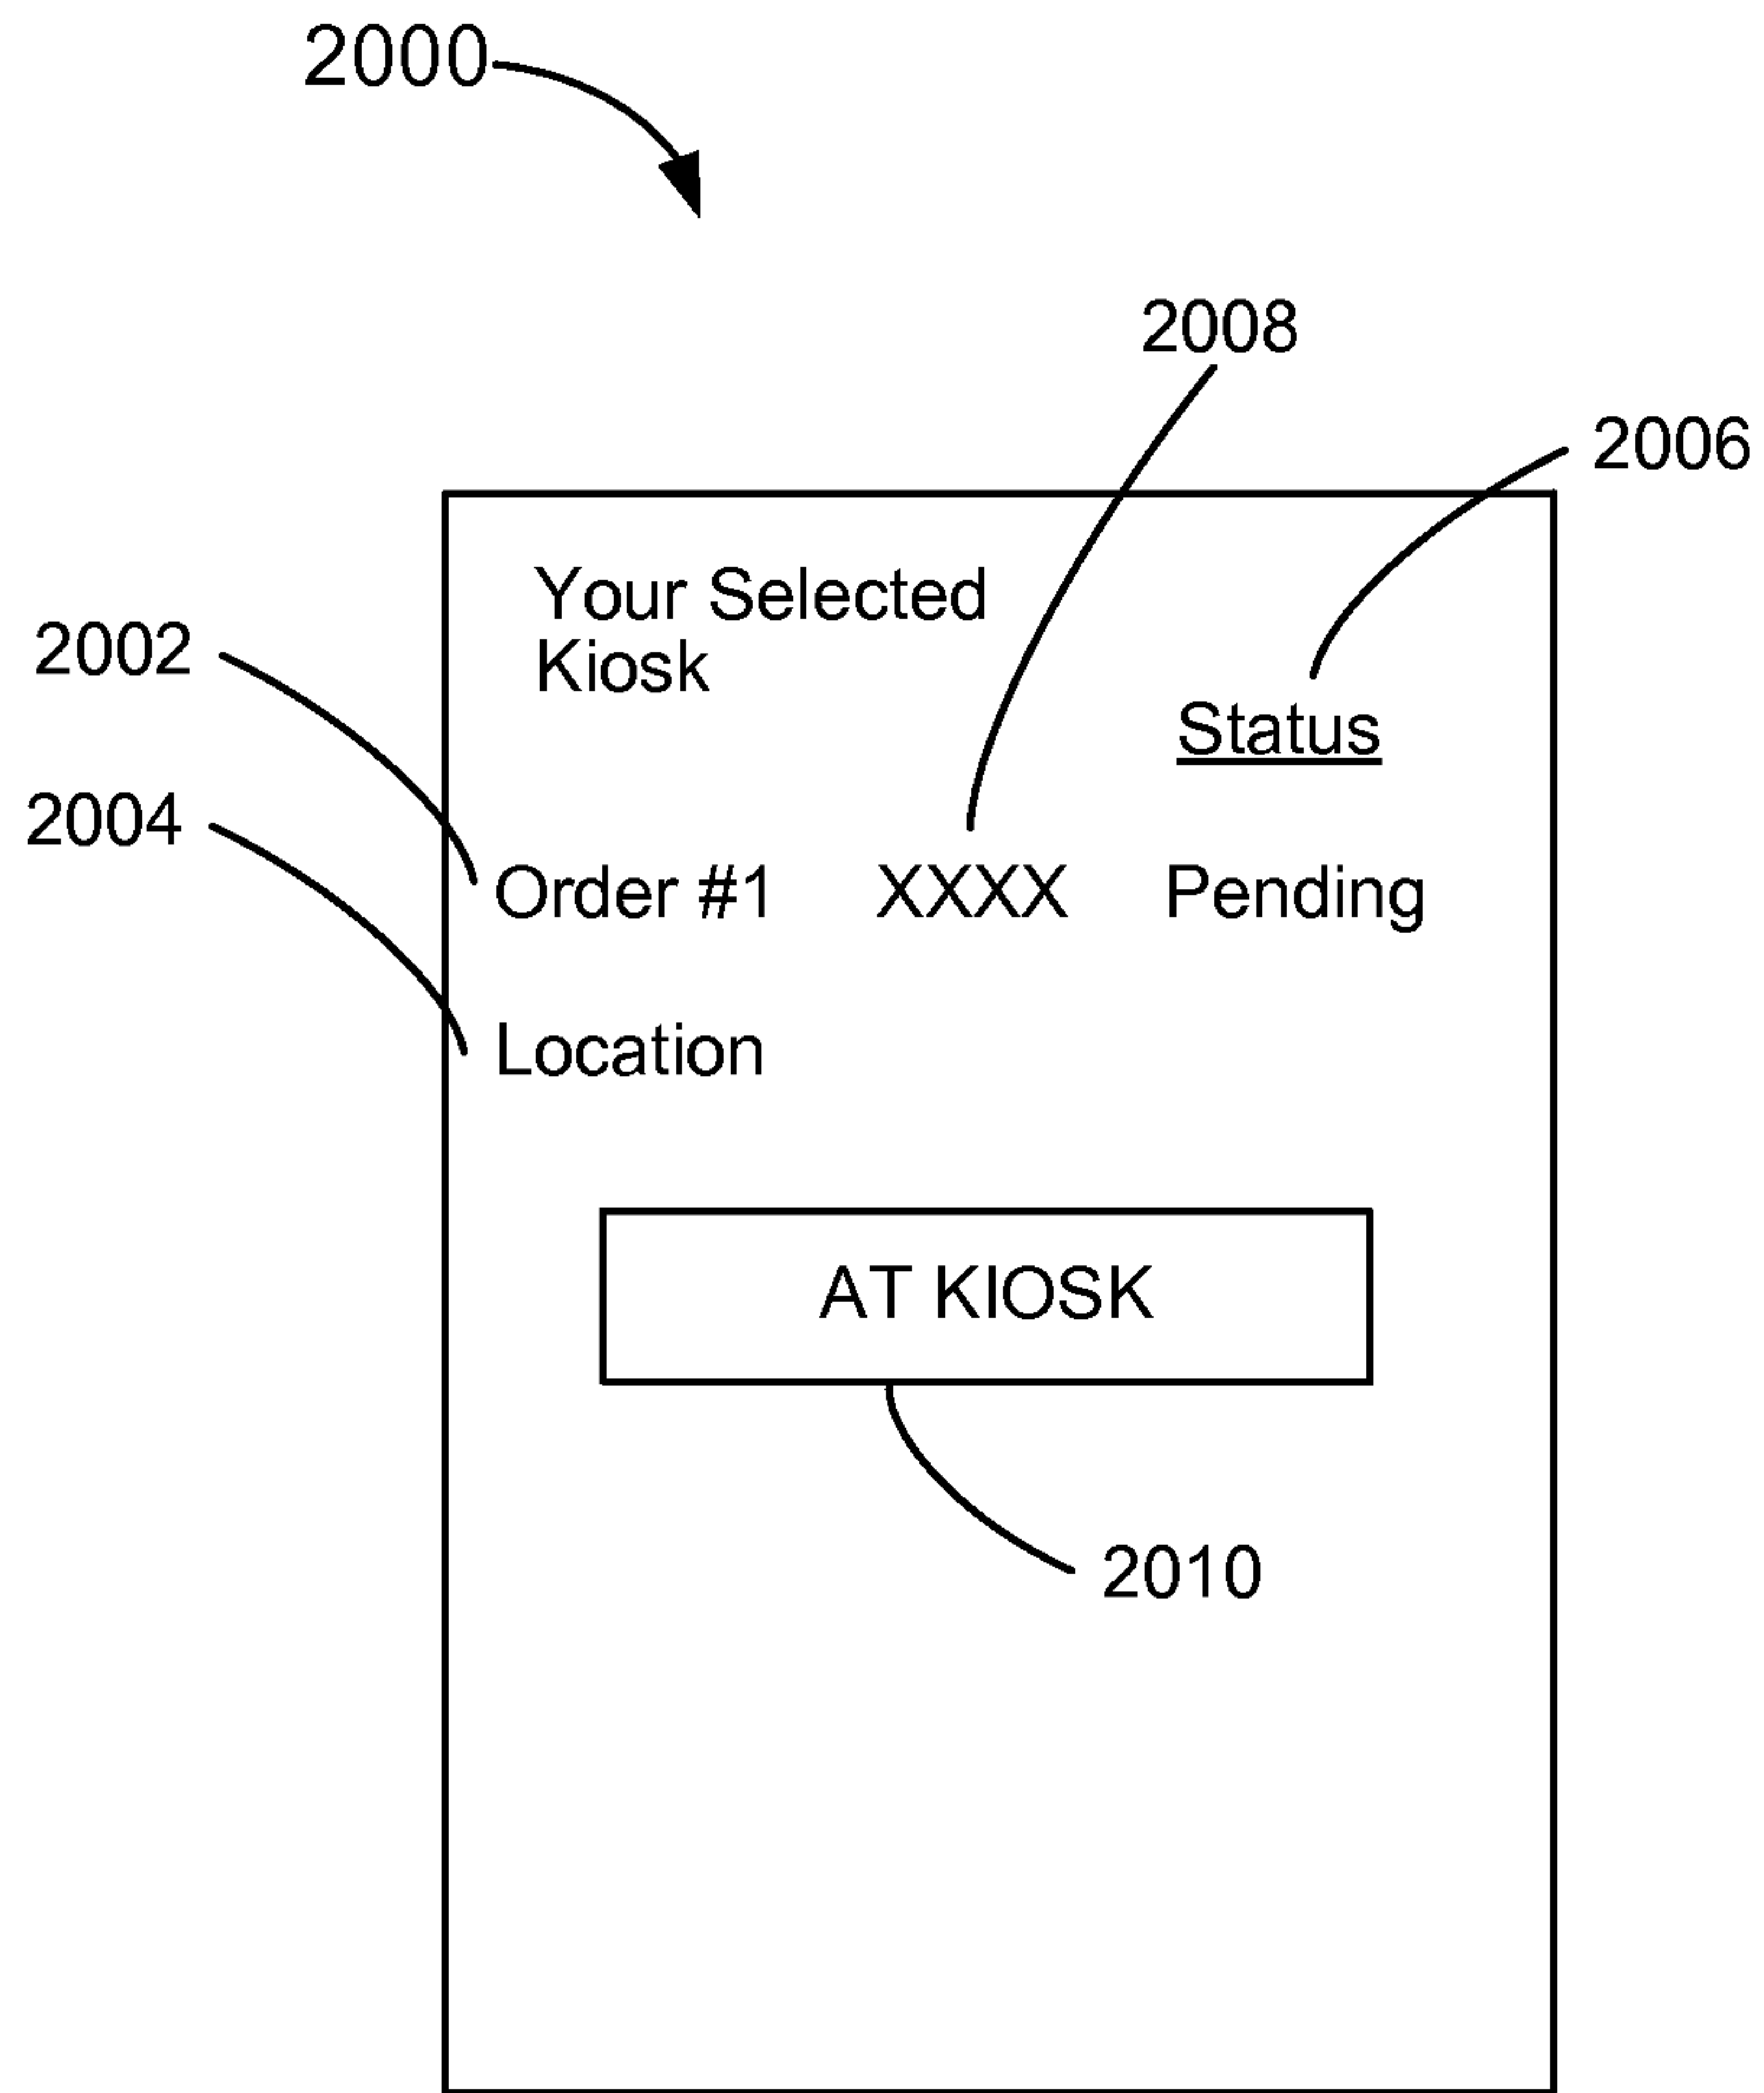 2000
2008
2006
Your Selected
Kiosk
2002
Status
2004
Order #1 XXXX Pending
Location
AT KIOSK
2010